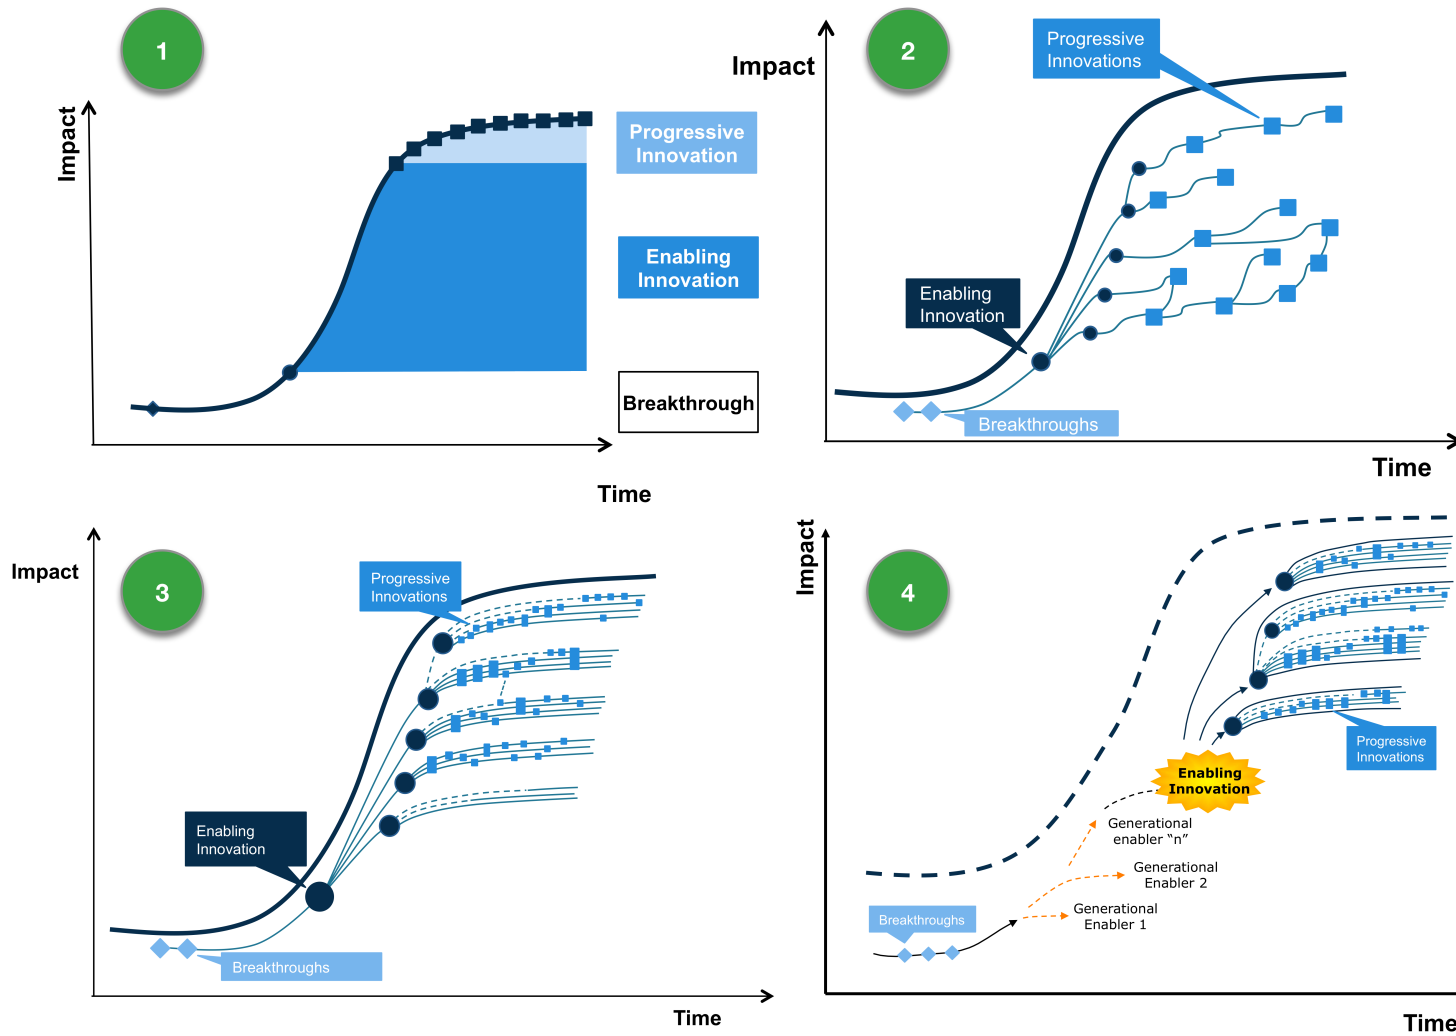 1
Impact
Progressive
Innovation
Enabling
Innovation
Breakthrough
Time
2
Impact
Progressive
Innovations
Enabling
Innovation
Breakthroughs
Time
3
Impact
Progressive
Innovations
Enabling
Innovation
Breakthroughs
Time
4
Impact
Progressive
Innovations
Enabling
Innovation
Generational
enabler “n”
Generational
Enabler 2
Generational
Enabler 1
Breakthroughs
Time